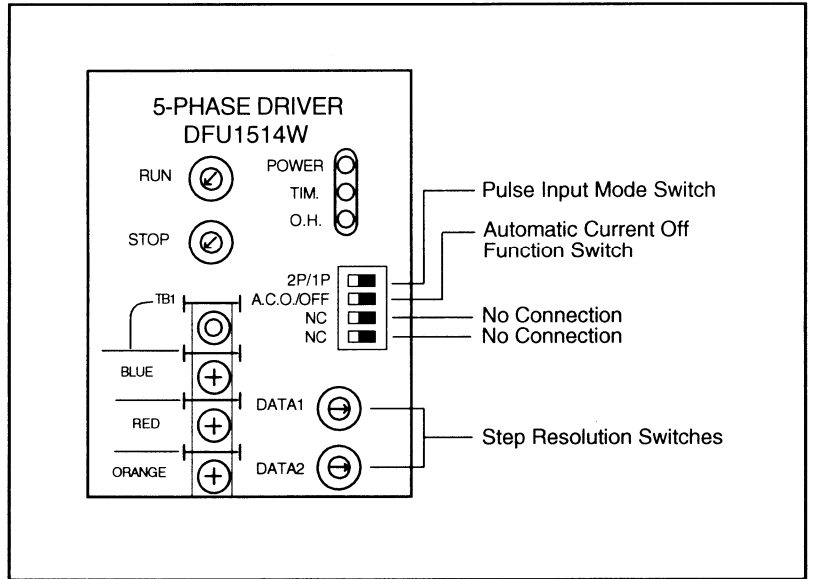 5-PHASE DRIVER
DFU1514W
RUN
STOP
POWER
TIM.
O.H.
2P/1P
A.C.O./OFF
NC
NC
TB1
BLUE
RED
ORANGE
DATA1
DATA2
Pulse Input Mode Switch
Automatic Current Off
Function Switch
No Connection
No Connection
Step Resolution Switches